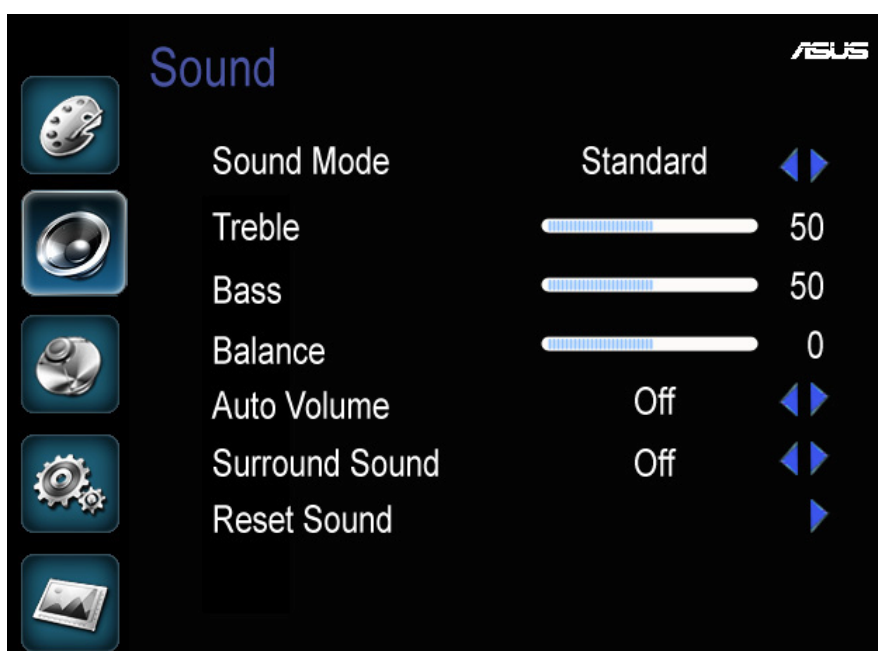 Sound
ASUS
Sound Mode Standard
Treble 50
Bass 50
Balance 0
Auto Volume Off
Surround Sound Off
Reset Sound